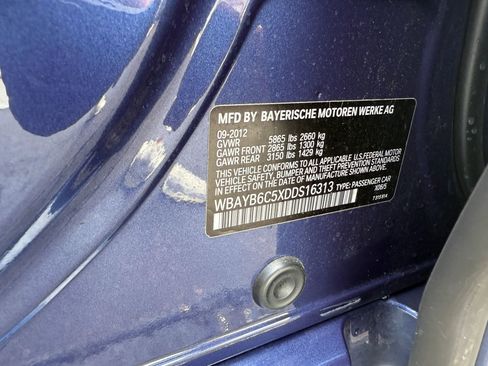 MFD BY BAYERISCHE MOTOREN WERKE AG
09-2012
GVWR 5865 lbs 2660 kg
GAWR FRONT 2865 lbs 1300 kg
GAWR REAR 3150 lbs 1429 kg
THIS VEHICLE CONFORMS TO ALL APPLICABLE U.S.FEDERAL MOTOR
VEHICLE SAFETY, BUMPER, AND THEFT PREVENTION STANDARDS IN
EFFECT ON THE DATE OF MANUFACTURE SHOWN ABOVE.
WBAYB6C5XDDS16313 TYPE: PASSENGER CAR